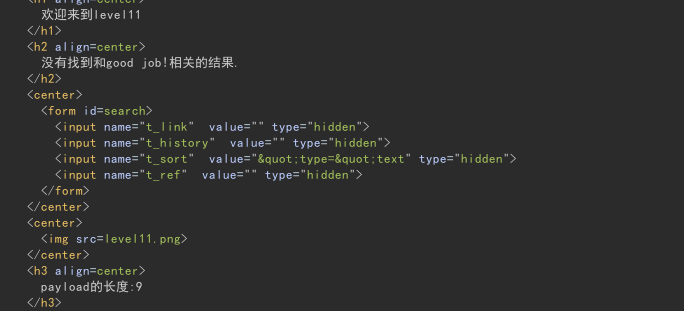 <h1 align=center>
欢迎来到level11
</h1>
<h2 align=center>
没有找到和good job!相关的结果.
</h2>
<center>
<form id=search>
<input name="t_link"  value="" type="hidden">
<input name="t_history"  value="" type="hidden">
<input name="t_sort"  value="&quot;type=&quot;text" type="hidden">
<input name="t_ref"  value="" type="hidden">
</form>
</center>
<center>
<img src=level11.png>
</center>
<h3 align=center>
payload的长度:9
</h3>